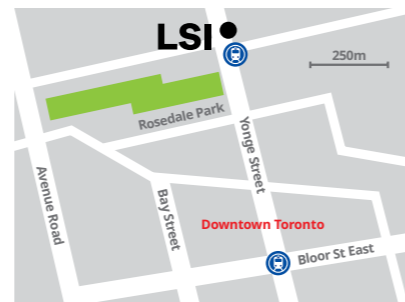 LSI
250m
Rosedale Park
Yonge Street
Avenue Road
Bay Street
Downtown Toronto
Bloor St East